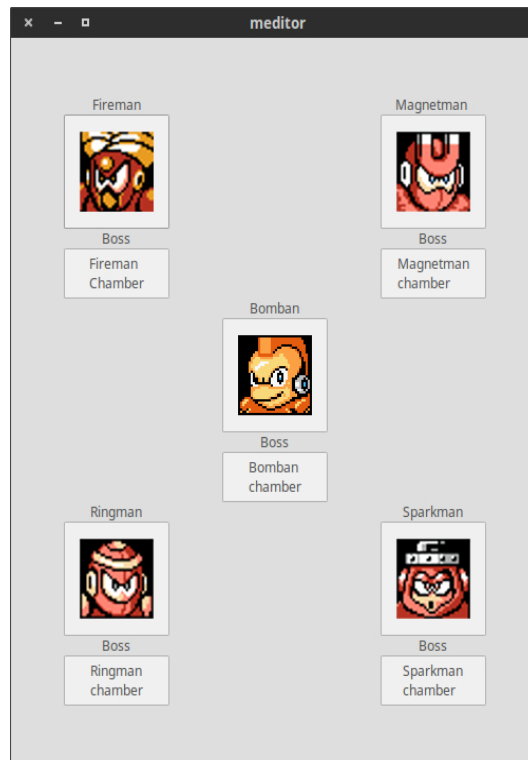 meditor
Fireman
Magnetman
Boss
Boss
Fireman
Chamber
Magnetman
chamber
Bomban
Boss
Bomban
chamber
Ringman
Sparkman
Boss
Boss
Ringman
chamber
Sparkman
chamber